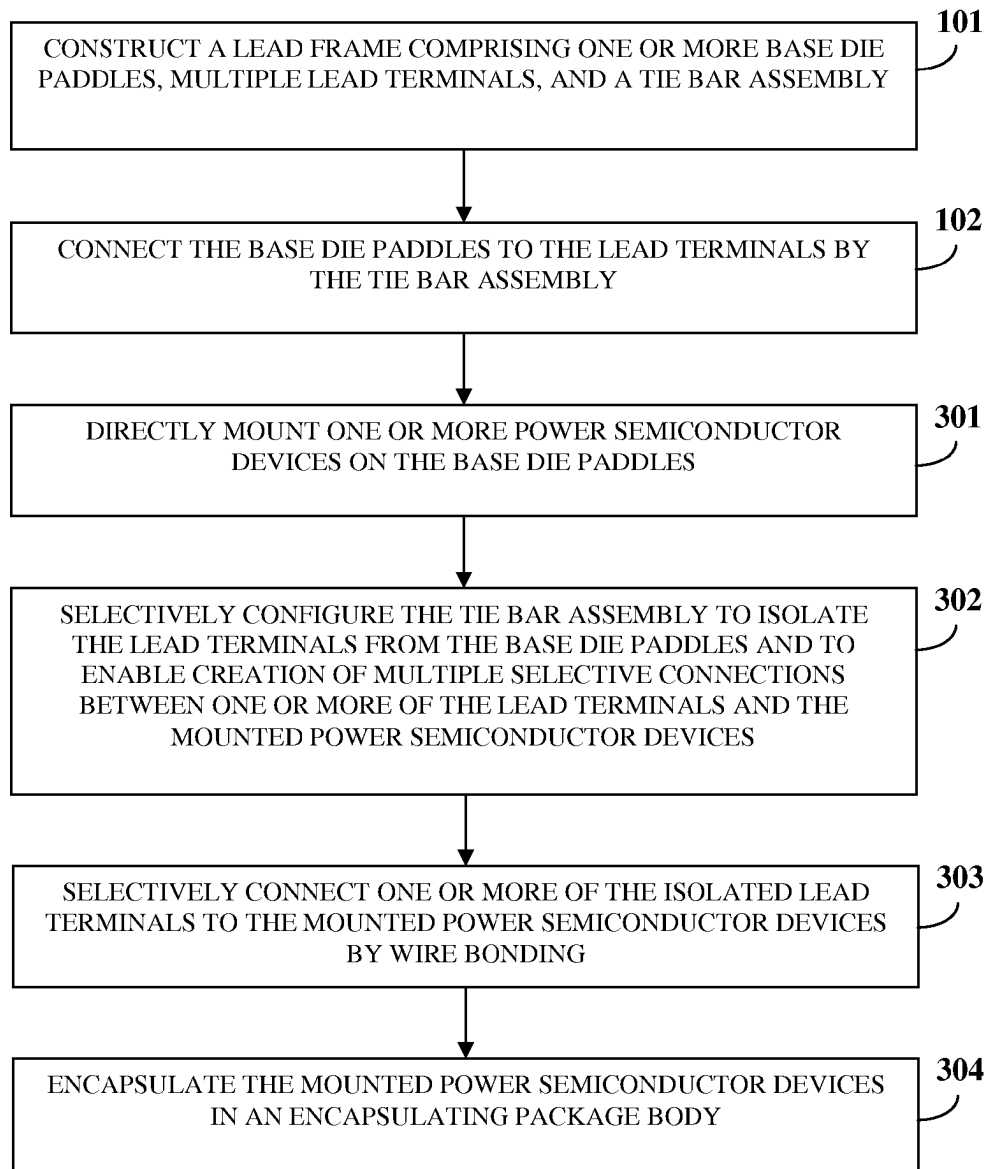 101
CONSTRUCT A LEAD FRAME COMPRISING ONE OR MORE BASE DIE
PADDLES, MULTIPLE LEAD TERMINALS, AND A TIE BAR ASSEMBLY
102
CONNECT THE BASE DIE PADDLES TO THE LEAD TERMINALS BY
THE TIE BAR ASSEMBLY
301
DIRECTLY MOUNT ONE OR MORE POWER SEMICONDUCTOR
DEVICES ON THE BASE DIE PADDLES
302
SELECTIVELY CONFIGURE THE TIE BAR ASSEMBLY TO ISOLATE
THE LEAD TERMINALS FROM THE BASE DIE PADDLES AND TO
ENABLE CREATION OF MULTIPLE SELECTIVE CONNECTIONS
BETWEEN ONE OR MORE OF THE LEAD TERMINALS AND THE
MOUNTED POWER SEMICONDUCTOR DEVICES
303
SELECTIVELY CONNECT ONE OR MORE OF THE ISOLATED LEAD
TERMINALS TO THE MOUNTED POWER SEMICONDUCTOR DEVICES
BY WIRE BONDING
304
ENCAPSULATE THE MOUNTED POWER SEMICONDUCTOR DEVICES
IN AN ENCAPSULATING PACKAGE BODY